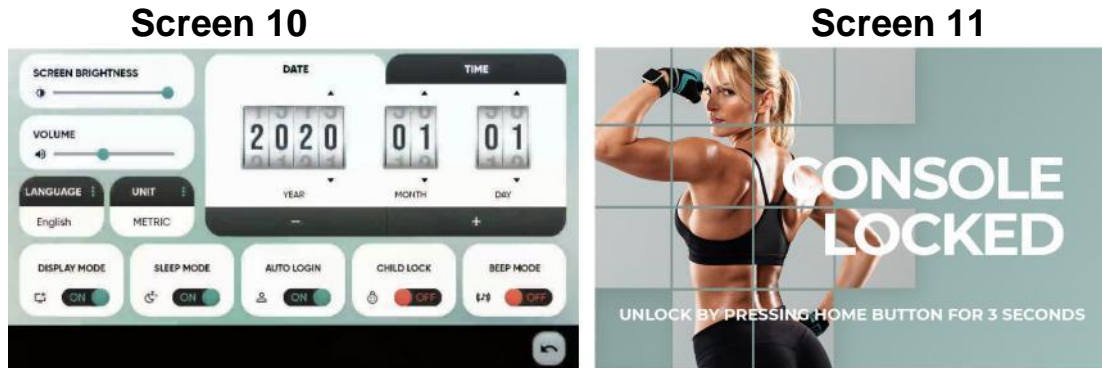 Screen 10
Screen 11
SCREEN BRIGHTNESS
VOLUME
LANGUAGE
English
UNIT
METRIC
DATE
TIME
2020
01
01
YEAR
MONTH
DAY
−
+
DISPLAY MODE
ON
SLEEP MODE
ON
AUTO LOGIN
ON
CHILD LOCK
OFF
BEEP MODE
OFF
CONSOLE
LOCKED
UNLOCK BY PRESSING HOME BUTTON FOR 3 SECONDS